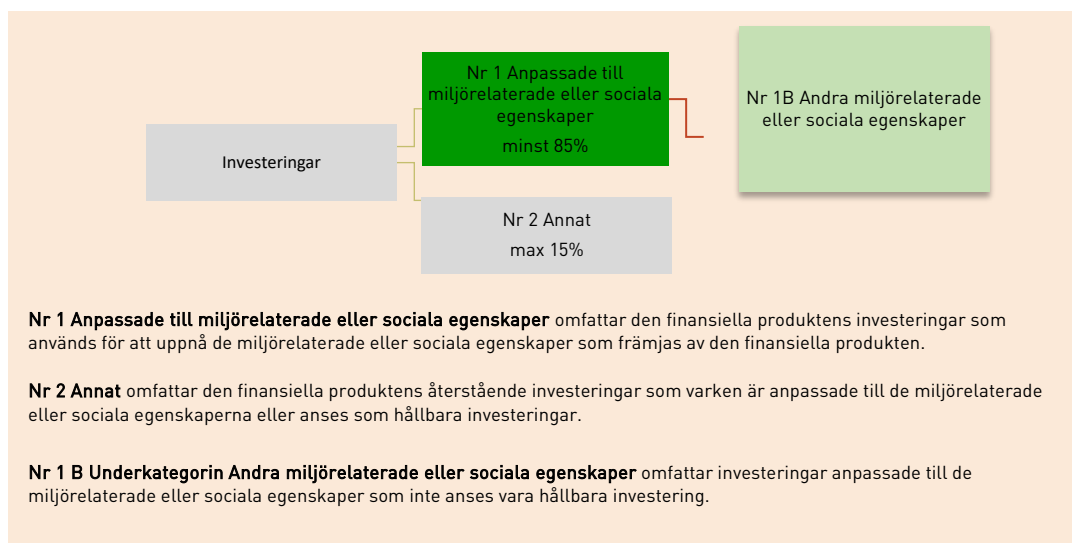 Nr 1 Anpassade till
miljörelaterade eller sociala
egenskaper
minst 85%
Nr 1B Andra miljörelaterade
eller sociala egenskaper
Investeringar
Nr 2 Annat
max 15%
Nr 1 Anpassade till miljörelaterade eller sociala egenskaper omfattar den finansiella produktens investeringar som
används för att uppnå de miljörelaterade eller sociala egenskaper som främjas av den finansiella produkten.
Nr 2 Annat omfattar den finansiella produktens återstående investeringar som varken är anpassade till de miljörelaterade
eller sociala egenskaperna eller anses som hållbara investeringar.
Nr 1 B Underkategorin Andra miljörelaterade eller sociala egenskaper omfattar investeringar anpassade till de
miljörelaterade eller sociala egenskaper som inte anses vara hållbara investering.